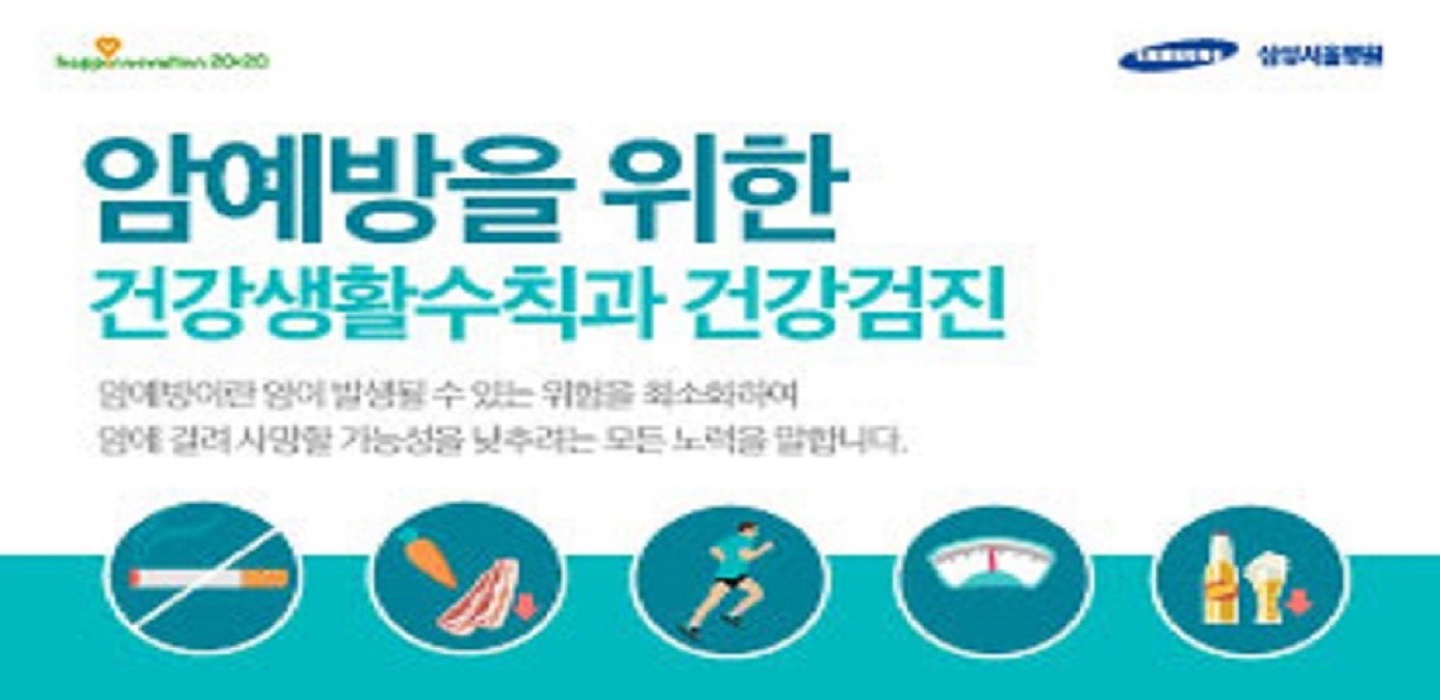 happinnovation 20×20
SAMSUNG 삼성서울병원
암예방을 위한
건강생활수칙과 건강검진
암예방이란 암이 발생될 수 있는 위험을 최소화하여
암에 걸려 사망할 가능성을 낮추려는 모든 노력을 말합니다.